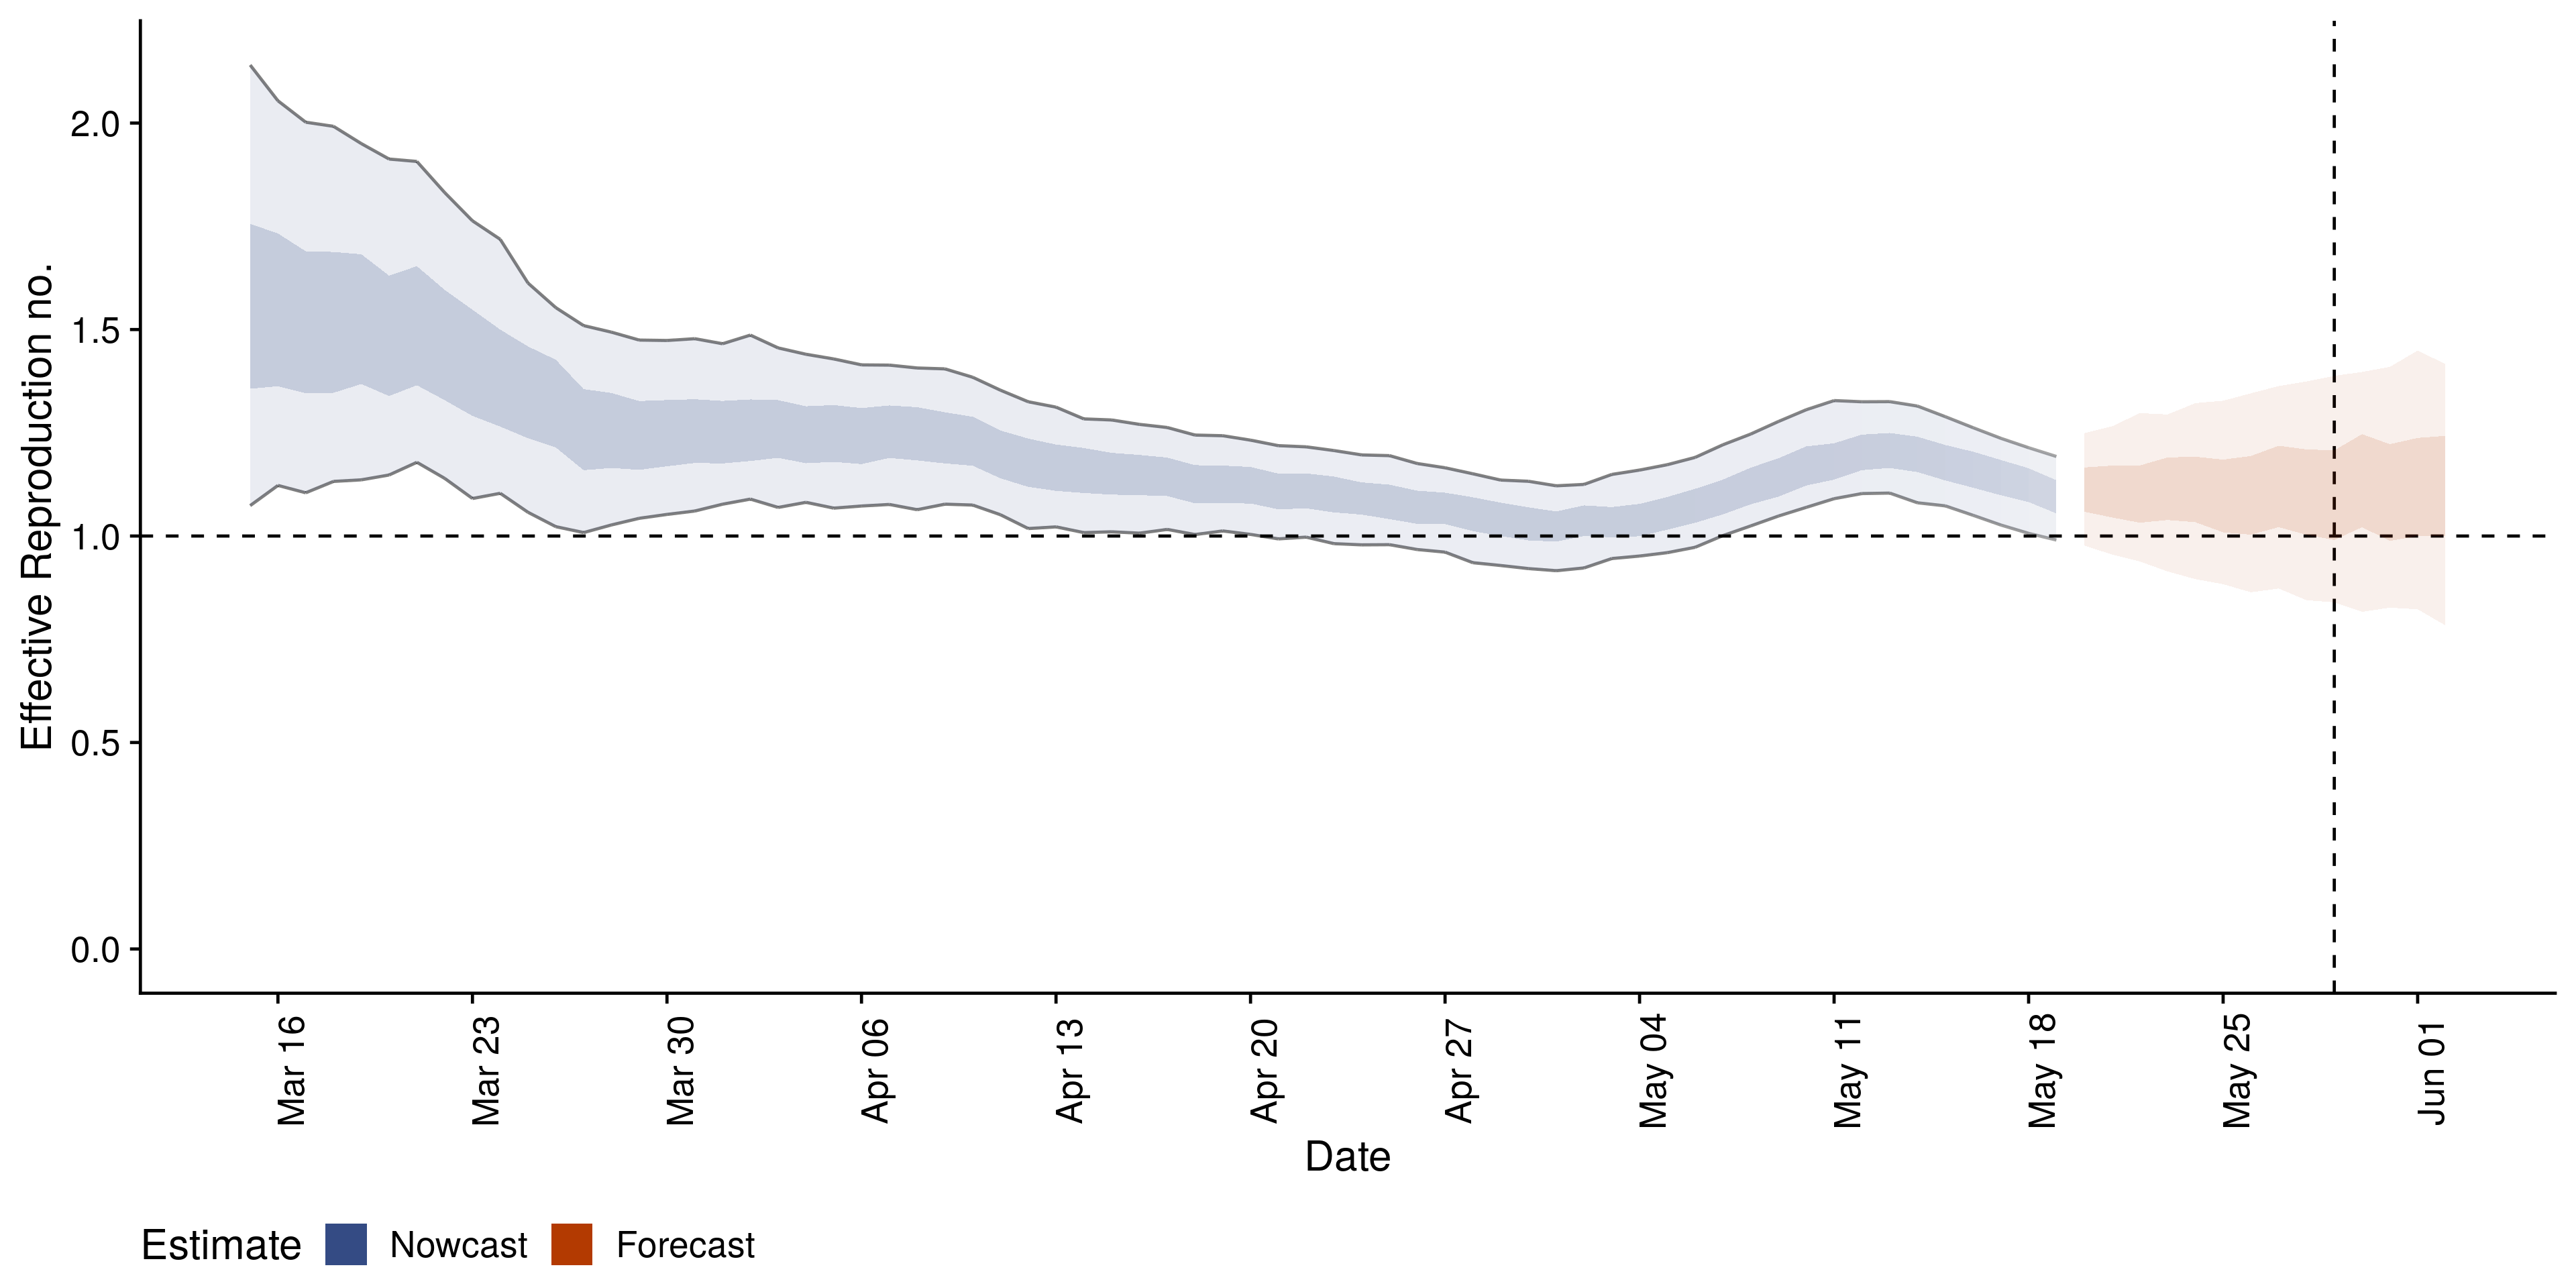 Effective Reproduction no.
2.0
1.5
1.0
0.5
0.0
Mar 16
Mar 23
Mar 30
Apr 06
Apr 13
Apr 20
Apr 27
May 04
May 11
May 18
May 25
Jun 01
Date
Estimate Nowcast Forecast